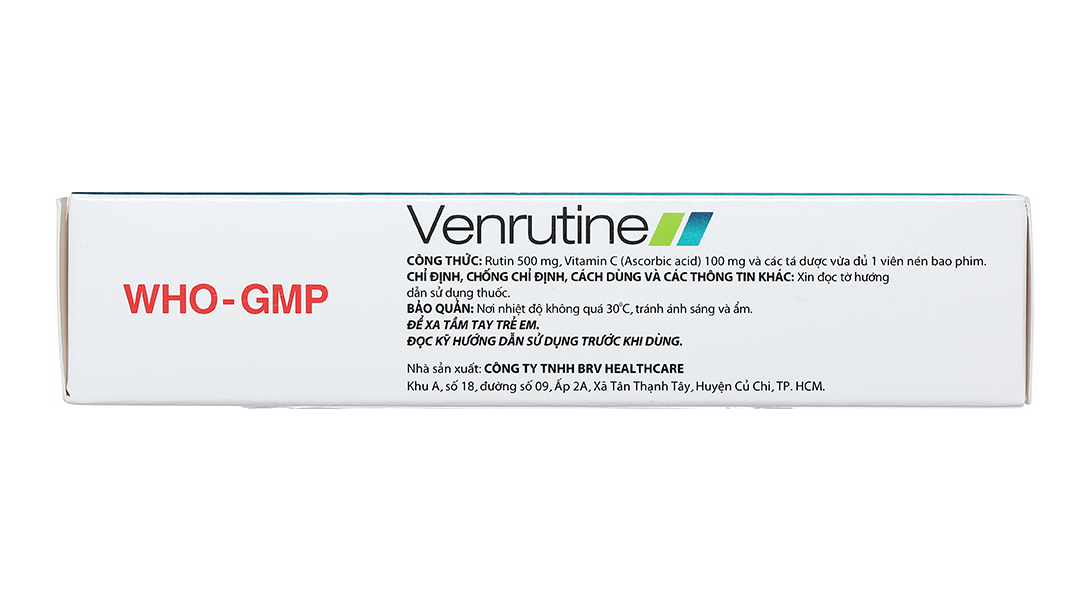 WHO-GMP
Venrutine
CÔNG THỨC: Rutin 500 mg, Vitamin C (Ascorbic acid) 100 mg và các tá dược vừa đủ 1 viên nén bao phim.
CHỈ ĐỊNH, CHỐNG CHỈ ĐỊNH, CÁCH DÙNG VÀ CÁC THÔNG TIN KHÁC: Xin đọc tờ hướng
dẫn sử dụng thuốc.
BẢO QUẢN: Nơi nhiệt độ không quá 30°C, tránh ánh sáng và ẩm.
ĐỂ XA TẦM TAY TRẺ EM.
ĐỌC KỸ HƯỚNG DẪN SỬ DỤNG TRƯỚC KHI DÙNG.
Nhà sản xuất: CÔNG TY TNHH BRV HEALTHCARE
Khu A, số 18, đường số 09, Ấp 2A, Xã Tân Thạnh Tây, Huyện Củ Chi, TP. HCM.